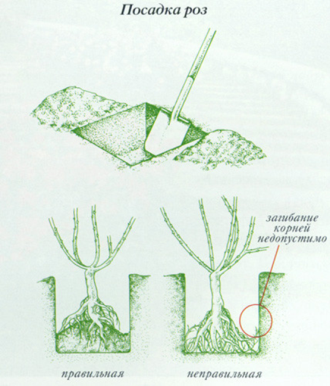 Посадка роз
загибание
корней
недопустимо
правильная
неправильная